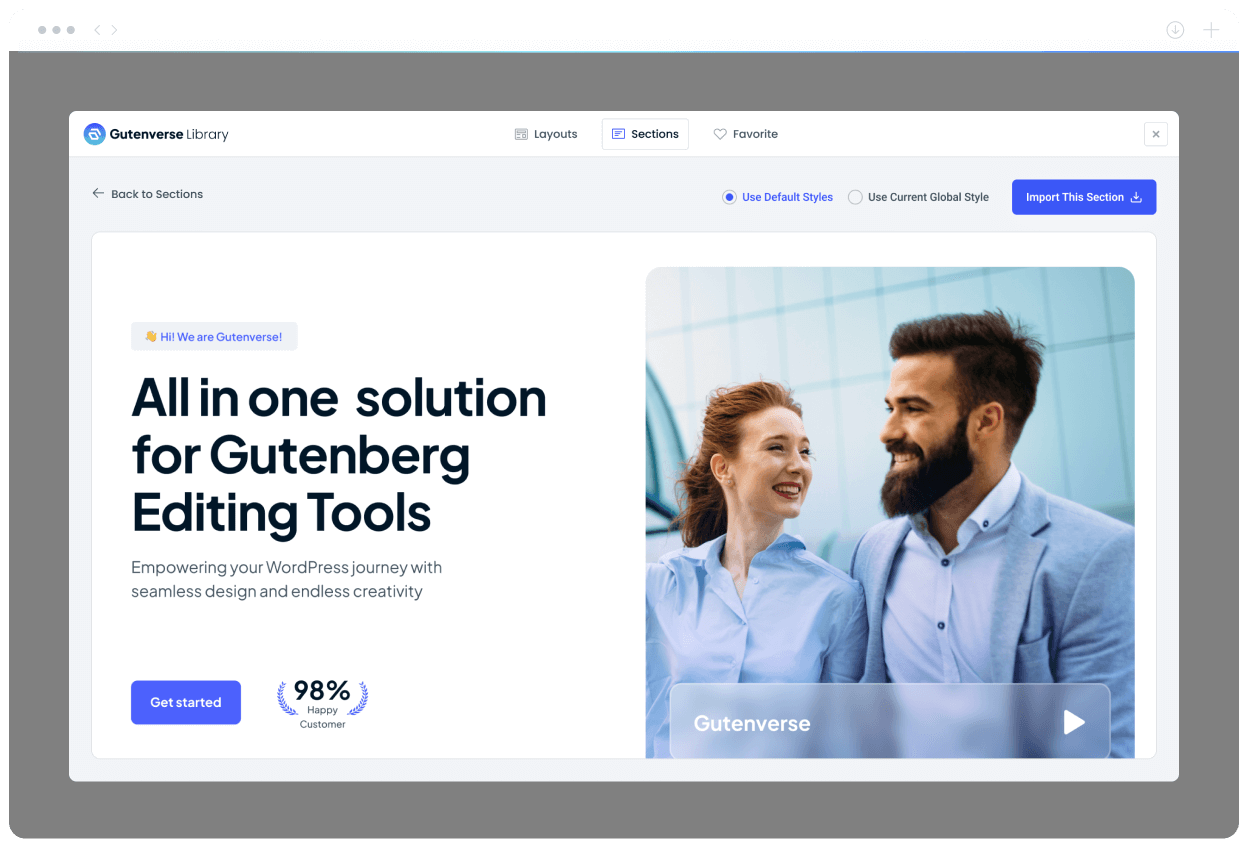 Gutenverse Library
Layouts
Sections
Favorite
Back to Sections
Use Default Styles
Use Current Global Style
Import This Section
👋 Hi! We are Gutenverse!
All in one solution
for Gutenberg
Editing Tools
Empowering your WordPress journey with
seamless design and endless creativity
Get started
98%
Happy
Customer
Gutenverse